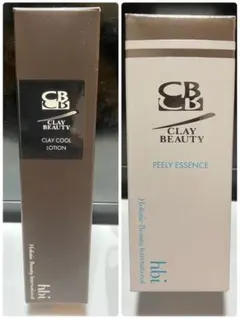 CB
CLAY BEAUTY
CLAY COOL
LOTION
hbi
Holistic Beauty International
CB
CLAY
BEAUTY
PEELY ESSENCE
hbi
Holistic Beauty International